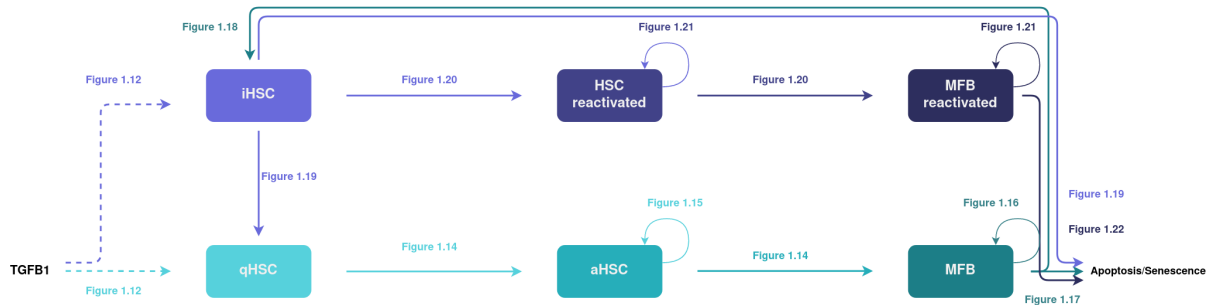 Figure 1.18
Figure 1.21
Figure 1.21
Figure 1.12
Figure 1.20
Figure 1.20
iHSC
HSC
reactivated
MFB
reactivated
Figure 1.19
Figure 1.19
Figure 1.15
Figure 1.16
Figure 1.22
Figure 1.14
Figure 1.14
TGFB1
qHSC
aHSC
MFB
Apoptosis/Senescence
Figure 1.12
Figure 1.17